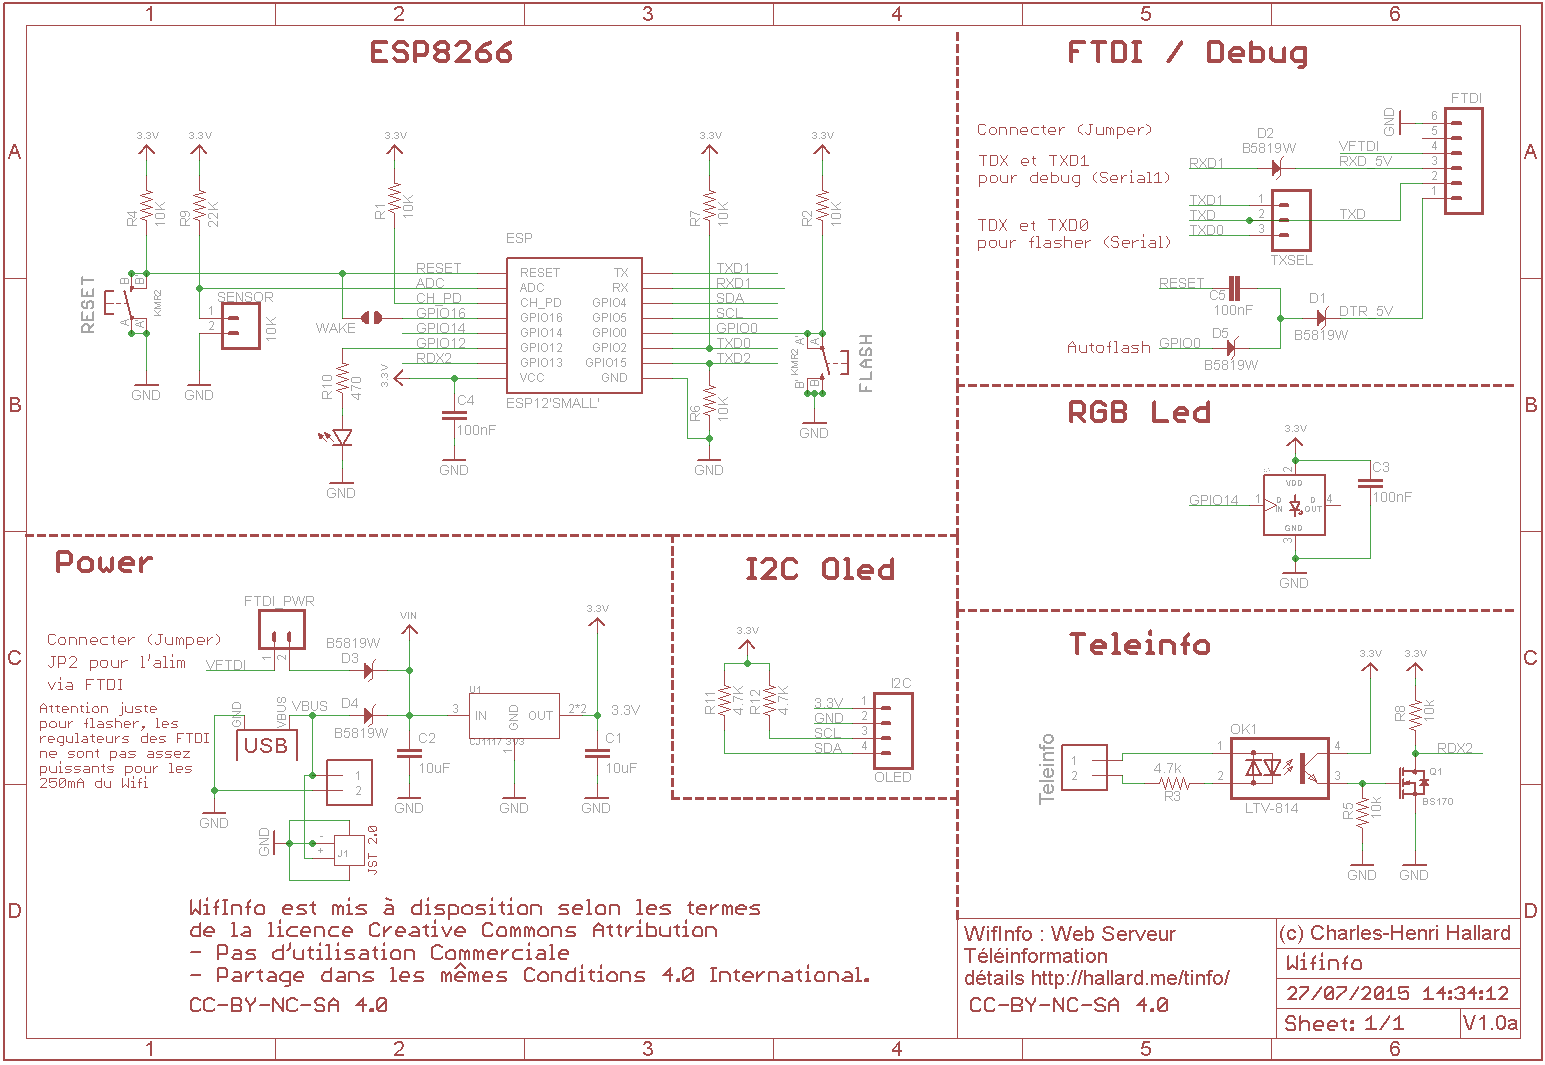 1 2 3 4 5 6
A
B
C
D
A
B
C
D
ESP8266
3.3V
3.3V
3.3V
3.3V
3.3V
R4
10K
R9
22K
R1
10K
R7
10K
R2
10K
ESP
RESET
ADC
CH_PD
GPIO16
GPIO14
GPIO12
RDX2
RESET TX
ADC RX
CH_PD GPIO4
GPIO16 GPIO5
GPIO14 GPIO0
GPIO12 GPIO2
GPIO13 GPIO15
VCC GND
TXD1
RXD1
SDA
SCL
GPIO0
TXD0
TXD2
ESP12'SMALL'
RESET
B B'
KMR2
A A'
SENSOR
1
2
10K
WAKE
3.3V
R10
470
C4
100nF
R6
10K
A' A
KMR2
B' B
FLASH
GND
GND
GND
GND
GND
GND
FTDI / Debug
Connecter (Jumper)
TDX et TXD1
pour debug (Serial1)
TDX et TXD0
pour flasher (Serial)
FTDI
GND
6
5
4
3
2
1
D2
B5819W
RXD1
VFTDI
RXD 5V
TXD1
TXD
TXD0
1
2
3
TXD
TXSEL
RESET
C5
100nF
D1
DTR 5V
B5819W
D5
GPIO0
B5819W
Autoflash
RGB Led
3.3V
2
VDD
C3
100nF
GPIO14
1
D
IN
D
OUT
4
GND
3
GND
Power
FTDI_PWR
1 2
Connecter (Jumper)
JP2 pour l'alim
via FTDI
Attention juste
pour flasher, les
regulateurs des FTDI
ne sont pas assez
puissants pour les
250mA du Wifi
VFTDI
B5819W
D3
VIN
GND
VBUS
VBUS
USB
D4
B5819W
U1
3
IN
GND
OUT
2*2
1
CJ1117 3V3
3.3V
3.3V
C2
10uF
C1
10uF
GND
GND
GND
1
2
GND
GND
-
+
J1
JST 2.0
I2C Oled
3.3V
R11
4.7K
R12
4.7K
I2C
3.3V 1
GND 2
SCL 3
SDA 4
OLED
Teleinfo
3.3V
3.3V
R8
10k
RDX2
Teleinfo
1
2
4.7k
R3
OK1
1
2
4
3
LTV-814
R5
10k
Q1
BS170
GND
GND
WifInfo est mis à disposition selon les termes
de la licence Creative Commons Attribution
- Pas d'utilisation Commerciale
- Partage dans les mêmes Conditions 4.0 International.
CC-BY-NC-SA 4.0
WifInfo : Web Serveur
Téléinformation
détails http://hallard.me/tinfo/
CC-BY-NC-SA 4.0
(c) Charles-Henri Hallard
Wifinfo
27/07/2015 14:34:12
Sheet: 1/1
V1.0a
1 2 3 4 5 6